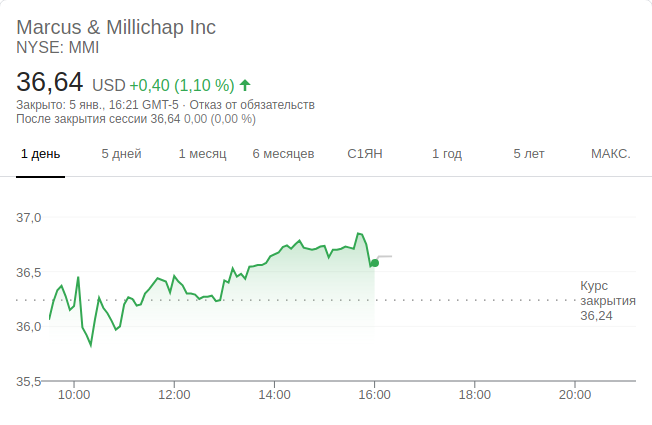 Marcus & Millichap Inc
NYSE: MMI
36,64 USD +0,40 (1,10 %)
Закрыто: 5 янв., 16:21 GMT-5 · Отказ от обязательств
После закрытия сессии 36,64 0,00 (0,00 %)
1 день 5 дней 1 месяц 6 месяцев С1ЯН 1 год 5 лет МАКС.
37,0
36,5
Курс
закрытия
36,24
36,0
35,5
10:00 12:00 14:00 16:00 18:00 20:00